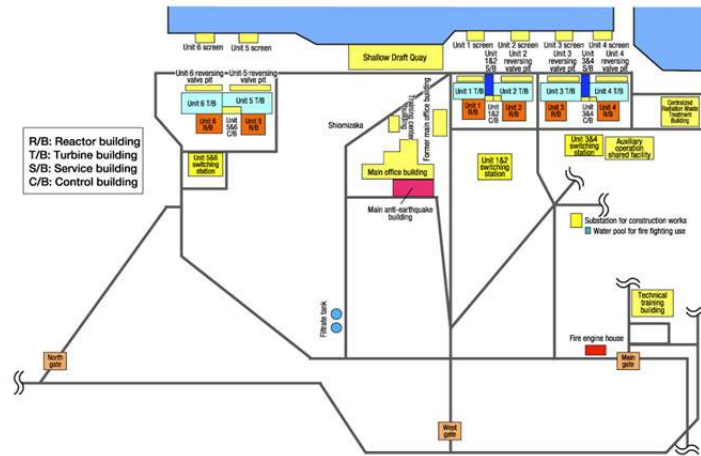 Unit 6 screen
Unit 5 screen
Shallow Draft Quay
Unit 1 screen
Unit 2 screen
Unit 3 screen
Unit 4 screen
Unit 6 reversing
valve pit
Unit 5 reversing
valve pit
Unit 1
reversing
valve pit
Unit
1&2
S/B
Unit 2
reversing
valve pit
Unit 3
reversing
valve pit
Unit
3&4
S/B
Unit 4
reversing
valve pit
Unit 6 T/B
Unit 5 T/B
Unit 1 T/B
Unit 2 T/B
Unit 3 T/B
Unit 4 T/B
Unit 6
R/B
Unit
5&6
C/B
Unit 5
R/B
Unit 1
R/B
Unit
1&2
C/B
Unit 2
R/B
Unit 3
R/B
Unit
3&4
C/B
Unit 4
R/B
Centralized
Radiation Waste
Treatment
Building
R/B: Reactor building
T/B: Turbine building
S/B: Service building
C/B: Control building
Shiomizaka
Training center
building
Former main office building
Unit 5&6
switching
station
Main office building
Main anti-earthquake
building
Unit 1&2
switching
station
Unit 3&4
switching
station
Auxiliary
operation
shared facility
Substation for construction works
Water pool for fire fighting use
Filtrate tank
Technical
training
building
Fire engine house
North
gate
Main
gate
West
gate